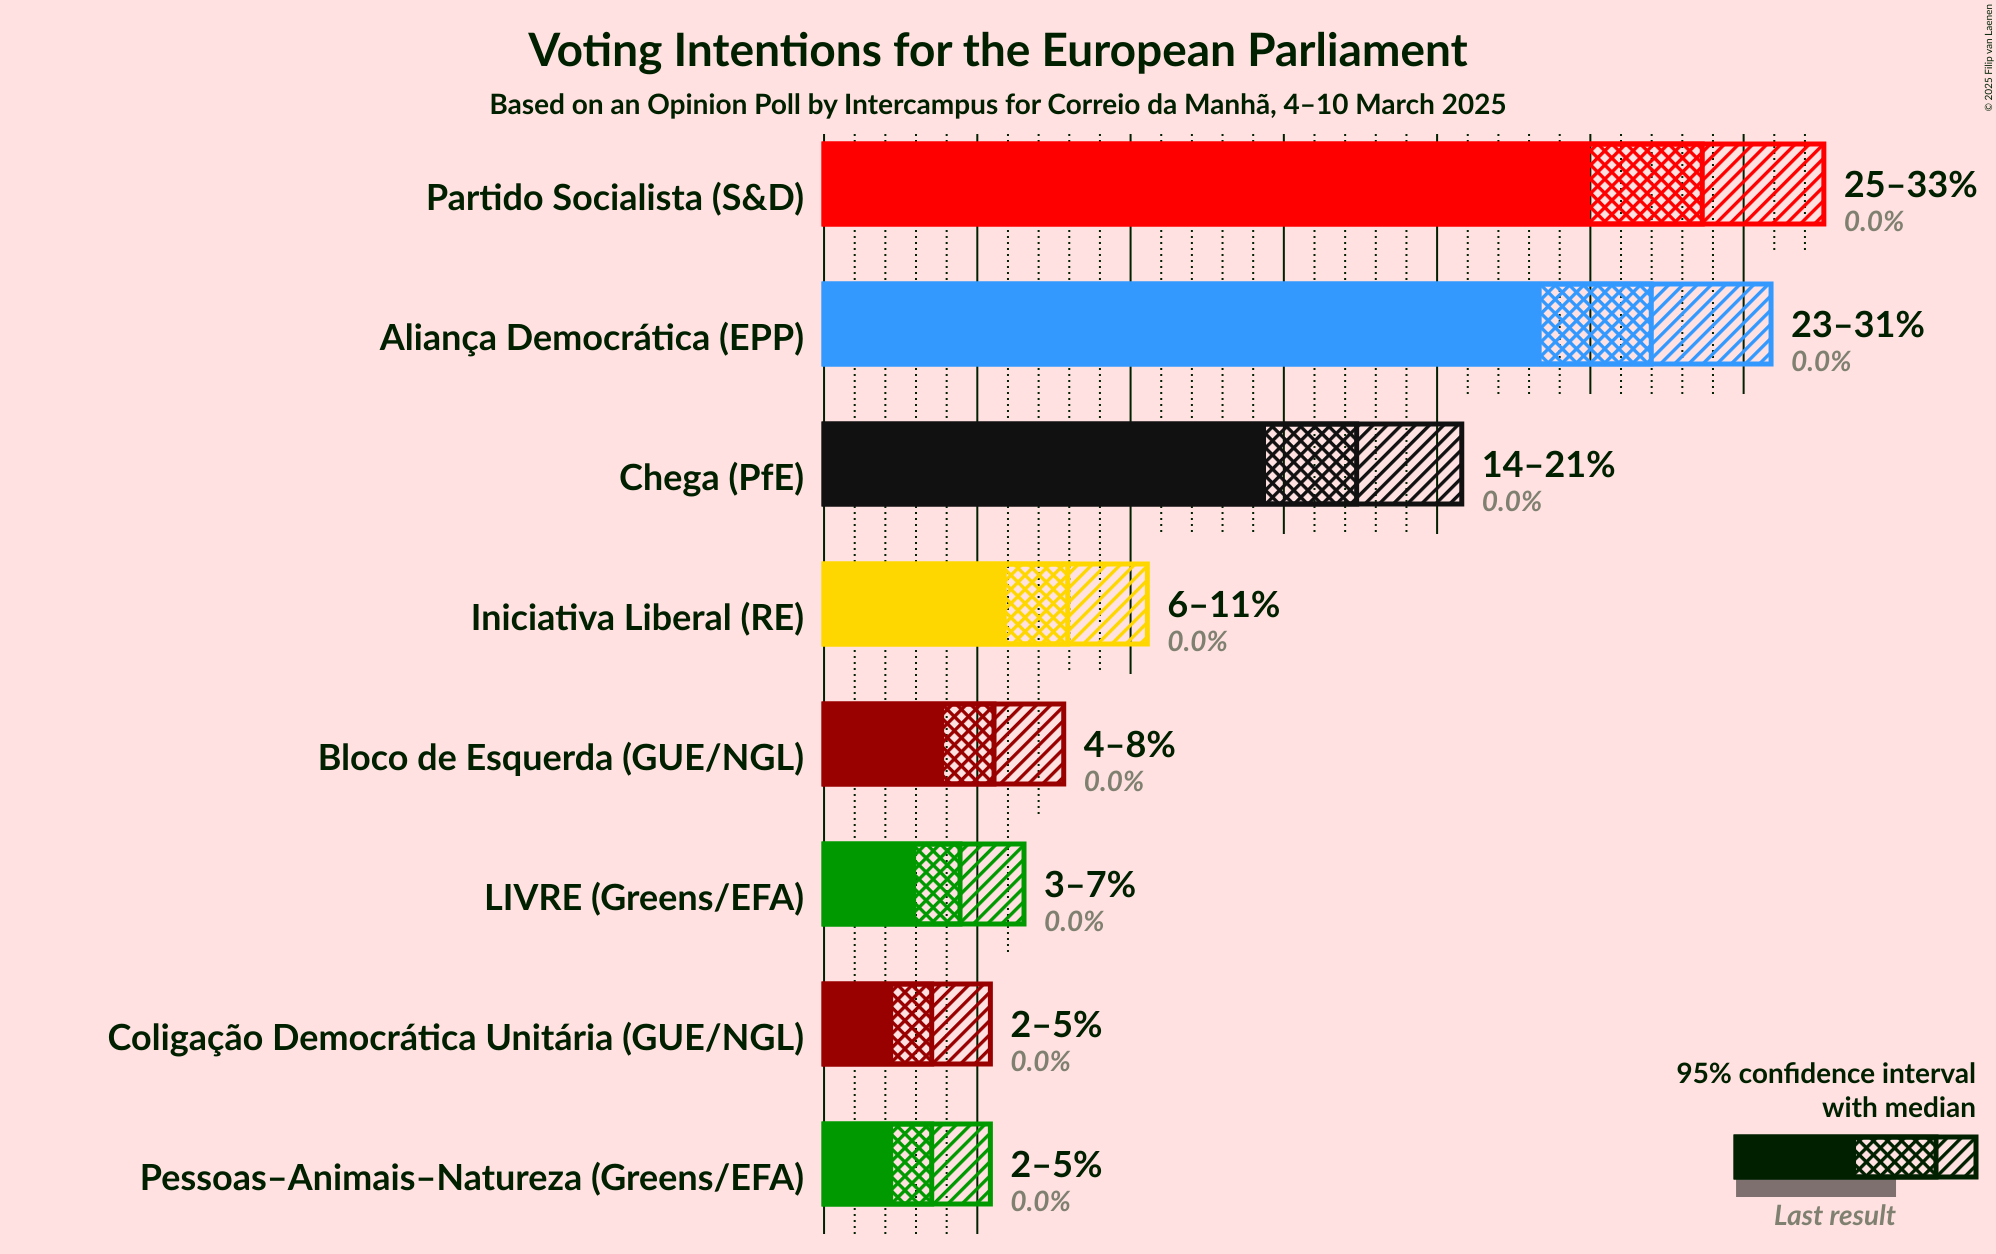 Voting Intentions for the European Parliament
Based on an Opinion Poll by Intercampus for Correio da Manhã, 4–10 March 2025
© 2025 Filip van Laenen
Partido Socialista (S&D)
25–33%
0.0%
Aliança Democrática (EPP)
23–31%
0.0%
Chega (PfE)
14–21%
0.0%
Iniciativa Liberal (RE)
6–11%
0.0%
Bloco de Esquerda (GUE/NGL)
4–8%
0.0%
LIVRE (Greens/EFA)
3–7%
0.0%
Coligação Democrática Unitária (GUE/NGL)
2–5%
0.0%
Pessoas–Animais–Natureza (Greens/EFA)
2–5%
0.0%
95% confidence interval
with median
Last result